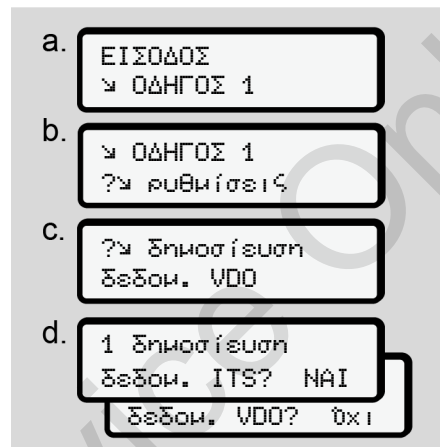 a.
ΕΙΣΟΔΟΣ
ΟΔΗΓΟΣ 1
b.
ΟΔΗΓΟΣ 1
? ρυθμίσεις
c.
? δημοσίευση
δεδομ. VDO
d.
1 δημοσίευση
δεδομ. ITS? ΝΑΙ
δεδομ. VDO? Όχι